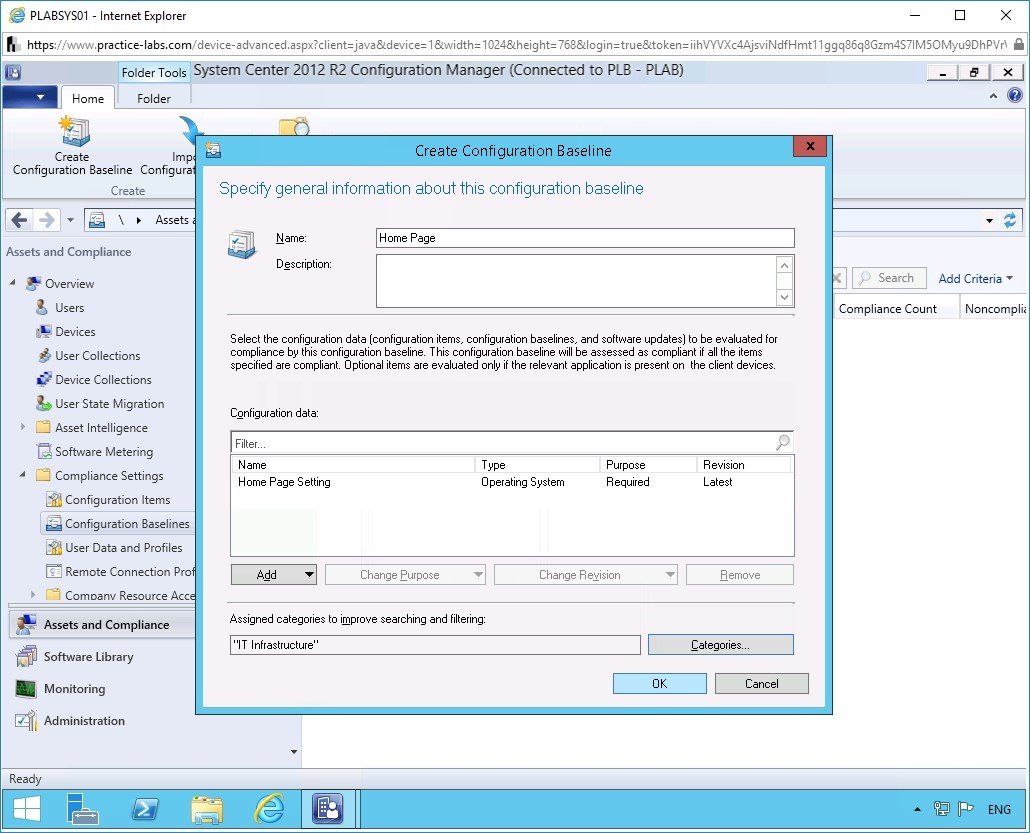 PLABSYS01 - Internet Explorer
https://www.practice-labs.com/device-advanced.aspx?client=java&device=1&width=1024&height=768&login=true&token=iihVYVXc4AjsviNdfHmt11ggq86q8Gzm4S7lM5OMyu9DhPVr
Folder Tools System Center 2012 R2 Configuration Manager (Connected to PLB - PLAB)
Home Folder
Create Impo
Configuration Baseline Configurat
Create
\ Assets a
Assets and Compliance
Overview
Users
Devices
User Collections
Device Collections
User State Migration
Asset Intelligence
Software Metering
Compliance Settings
Configuration Items
Configuration Baselines
User Data and Profiles
Remote Connection Prof
Company Resource Acce
Assets and Compliance
Software Library
Monitoring
Administration
Search Add Criteria
Compliance Count Noncomplia
Create Configuration Baseline
Specify general information about this configuration baseline
Name: Home Page
Description:
Select the configuration data (configuration items, configuration baselines, and software updates) to be evaluated for
compliance by this configuration baseline. This configuration baseline will be assessed as compliant if all the items
specified are compliant. Optional items are evaluated only if the relevant application is present on the client devices.
Configuration data:
Filter...
Name Type Purpose Revision
Home Page Setting Operating System Required Latest
Add Change Purpose Change Revision Remove
Assigned categories to improve searching and filtering:
"IT Infrastructure" Categories...
OK Cancel
Ready
ENG